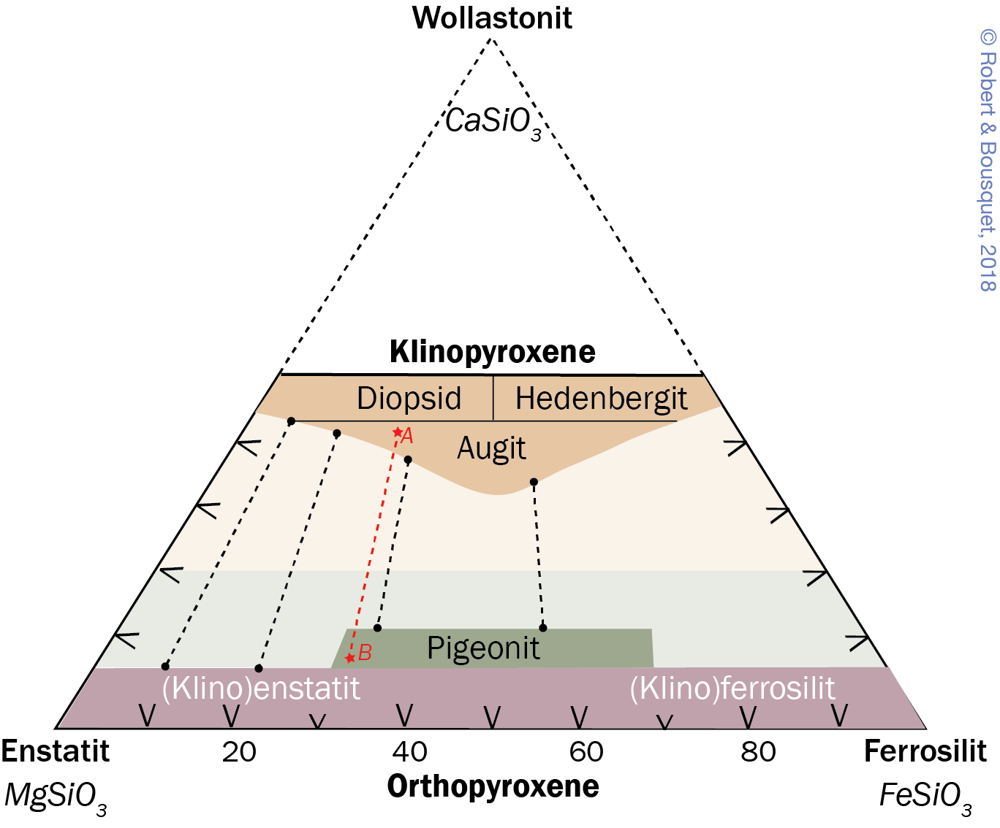 Wollastonit
CaSiO3
© Robert & Bousquet, 2018
Klinopyroxene
Diopsid
Hedenbergit
A
Augit
B
Pigeonit
(Klino)enstatit
(Klino)ferrosilit
Enstatit
20
40
60
80
Ferrosilit
MgSiO3
Orthopyroxene
FeSiO3